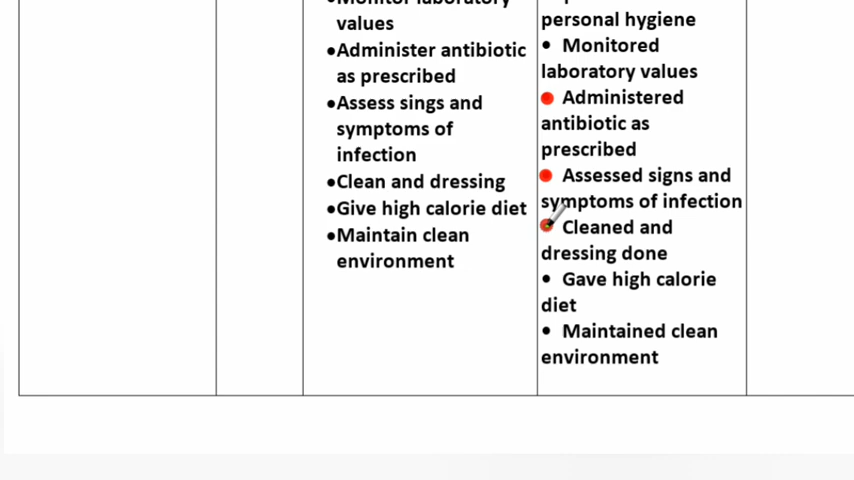 •Monitor laboratory
values
•Administer antibiotic
as prescribed
•Assess sings and
symptoms of
infection
•Clean and dressing
•Give high calorie diet
•Maintain clean
environment
personal hygiene
• Monitored
laboratory values
• Administered
antibiotic as
prescribed
• Assessed signs and
symptoms of infection
• Cleaned and
dressing done
• Gave high calorie
diet
• Maintained clean
environment